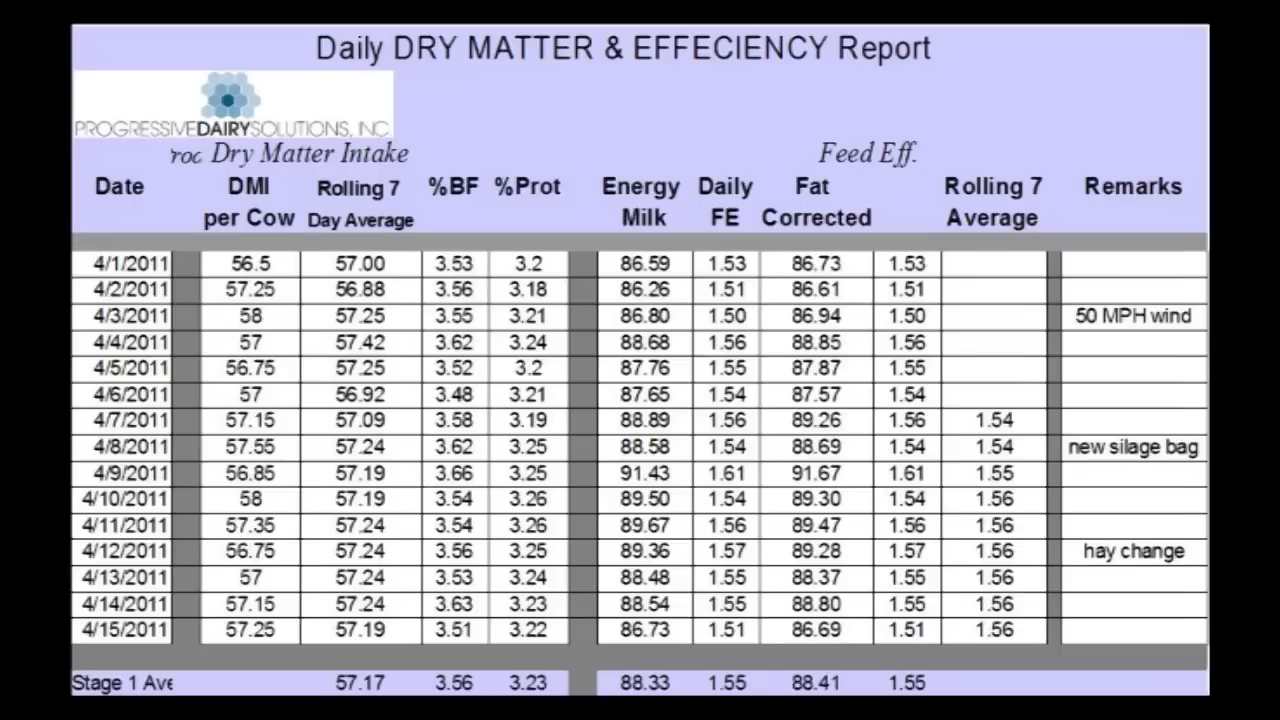 Daily DRY MATTER & EFFECIENCY Report
PROGRESSIVEDAIRYSOLUTIONS, INC.
roc Dry Matter Intake Feed Eff.
Date DMI Rolling 7 %BF %Prot Energy Daily Fat Rolling 7 Remarks
per Cow Day Average Milk FE Corrected Average
4/1/2011 56.5 57.00 3.53 3.2 86.59 1.53 86.73 1.53
4/2/2011 57.25 56.88 3.56 3.18 86.26 1.51 86.61 1.51
4/3/2011 58 57.25 3.55 3.21 86.80 1.50 86.94 1.50 50 MPH wind
4/4/2011 57 57.42 3.62 3.24 88.68 1.56 88.85 1.56
4/5/2011 56.75 57.25 3.52 3.2 87.76 1.55 87.87 1.55
4/6/2011 57 56.92 3.48 3.21 87.65 1.54 87.57 1.54
4/7/2011 57.15 57.09 3.58 3.19 88.89 1.56 89.26 1.56 1.54
4/8/2011 57.55 57.24 3.62 3.25 88.58 1.54 88.69 1.54 1.54 new silage bag
4/9/2011 56.85 57.19 3.66 3.25 91.43 1.61 91.67 1.61 1.55
4/10/2011 58 57.19 3.54 3.26 89.50 1.54 89.30 1.54 1.56
4/11/2011 57.35 57.24 3.54 3.26 89.67 1.56 89.47 1.56 1.56
4/12/2011 56.75 57.24 3.56 3.25 89.36 1.57 89.28 1.57 1.56 hay change
4/13/2011 57 57.24 3.53 3.24 88.48 1.55 88.37 1.55 1.56
4/14/2011 57.15 57.24 3.63 3.23 88.54 1.55 88.80 1.55 1.56
4/15/2011 57.25 57.19 3.51 3.22 86.73 1.51 86.69 1.51 1.56
Stage 1 Ave 57.17 3.56 3.23 88.33 1.55 88.41 1.55